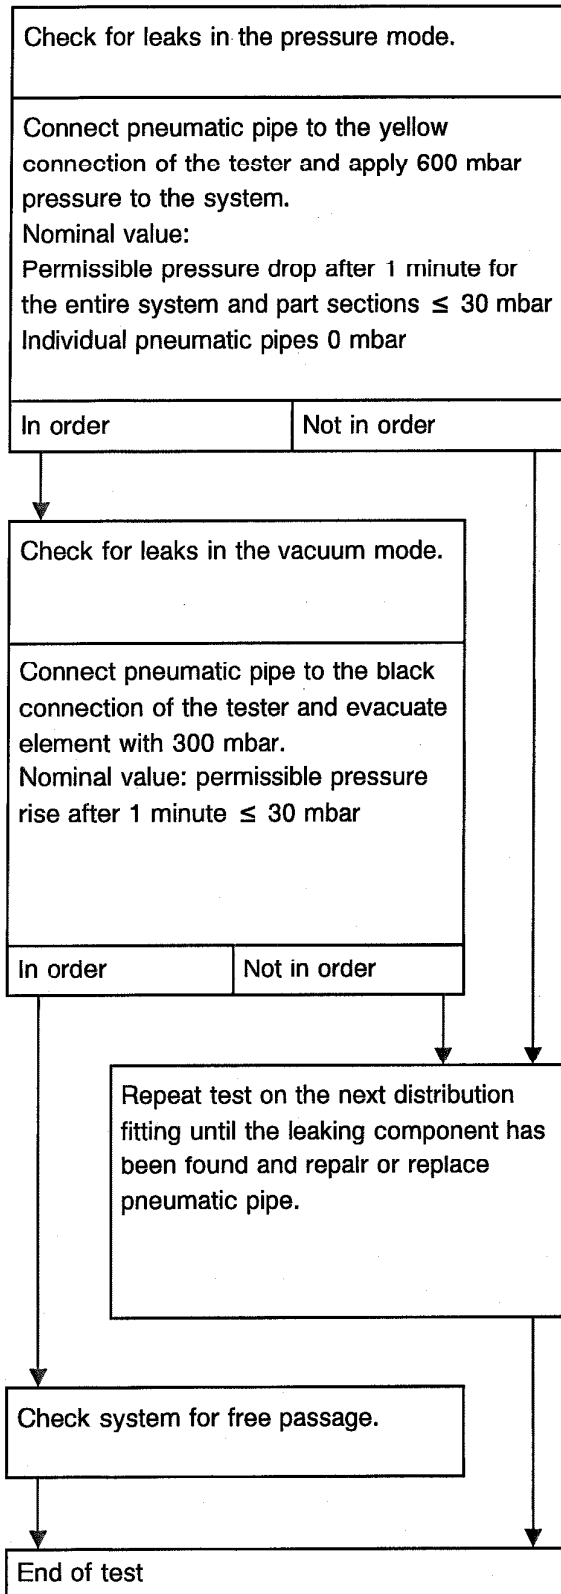 Check for leaks in the pressure mode.
Connect pneumatic pipe to the yellow
connection of the tester and apply 600 mbar
pressure to the system.
Nominal value:
Permissible pressure drop after 1 minute for
the entire system and part sections ≤ 30 mbar
Individual pneumatic pipes 0 mbar
In order
Not in order
Check for leaks in the vacuum mode.
Connect pneumatic pipe to the black
connection of the tester and evacuate
element with 300 mbar.
Nominal value: permissible pressure
rise after 1 minute ≤ 30 mbar
In order
Not in order
Repeat test on the next distribution
fitting until the leaking component has
been found and repair or replace
pneumatic pipe.
Check system for free passage.
End of test